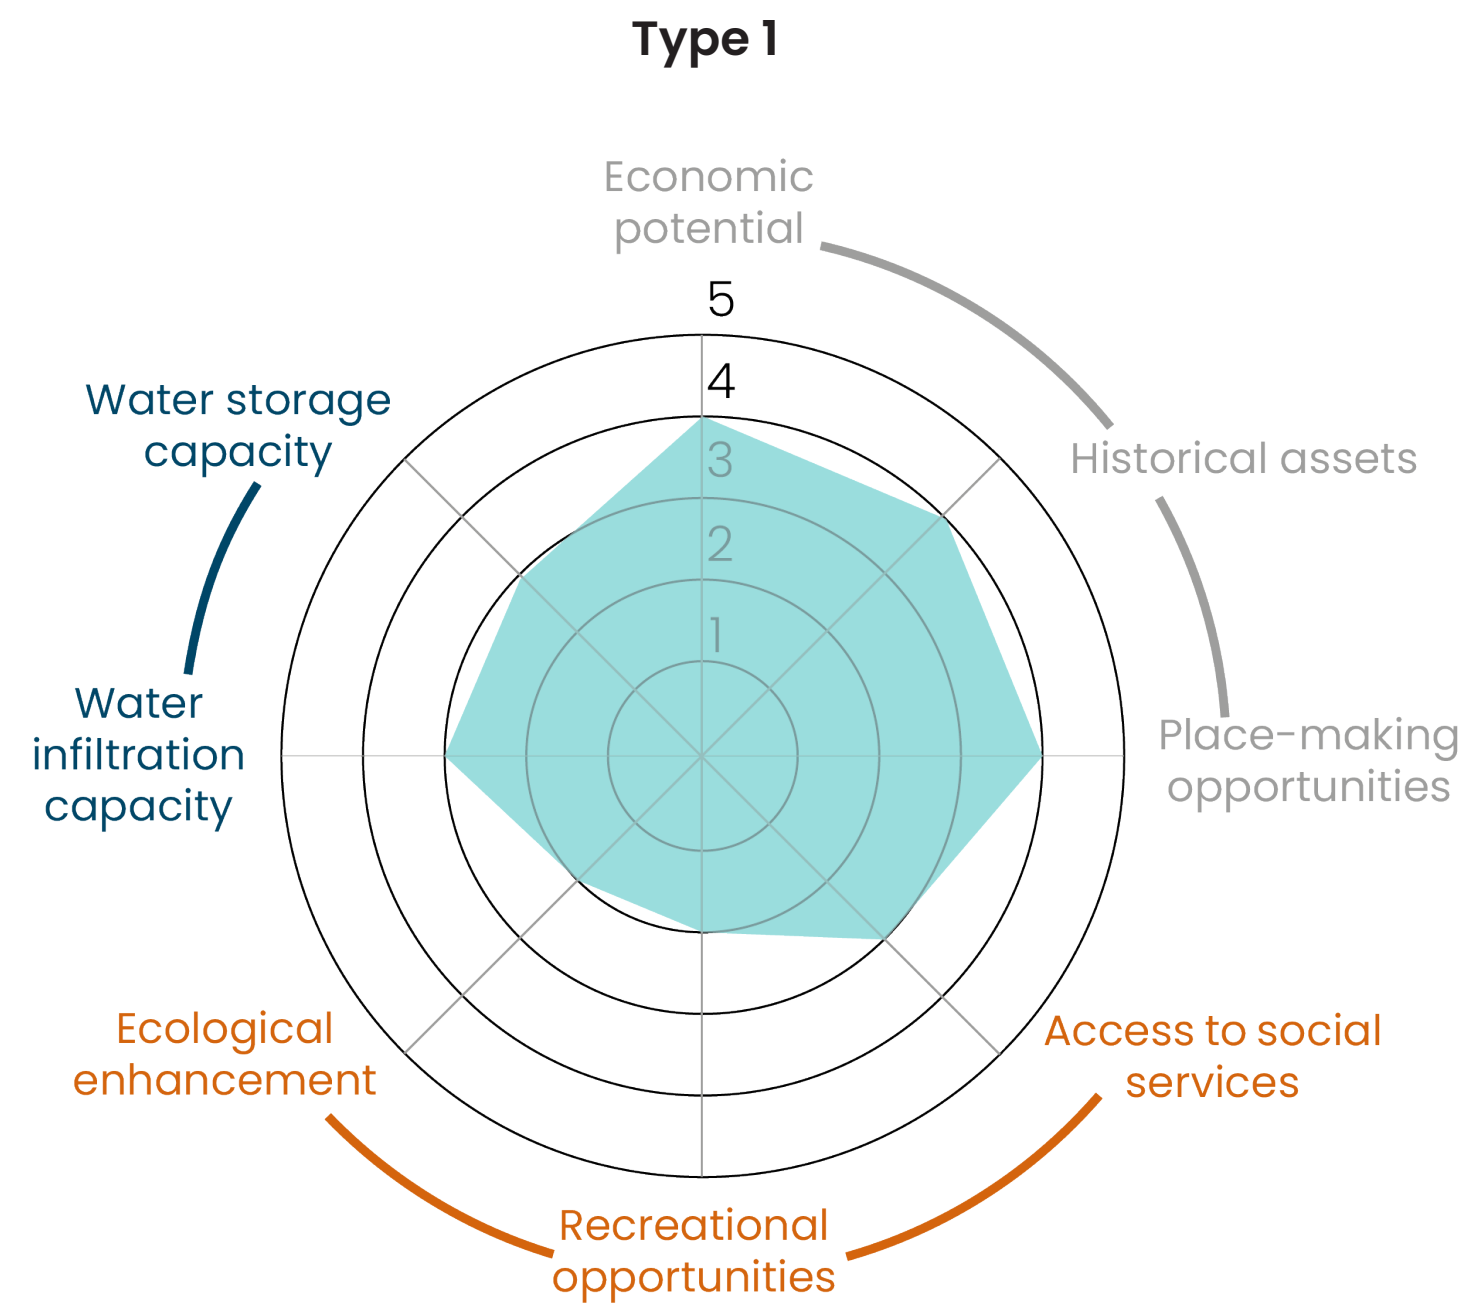 Type 1
Economic
potential
5
4
3
2
1
Water storage
capacity
Historical assets
Water
infiltration
capacity
Place-making
opportunities
Ecological
enhancement
Access to social
services
Recreational
opportunities